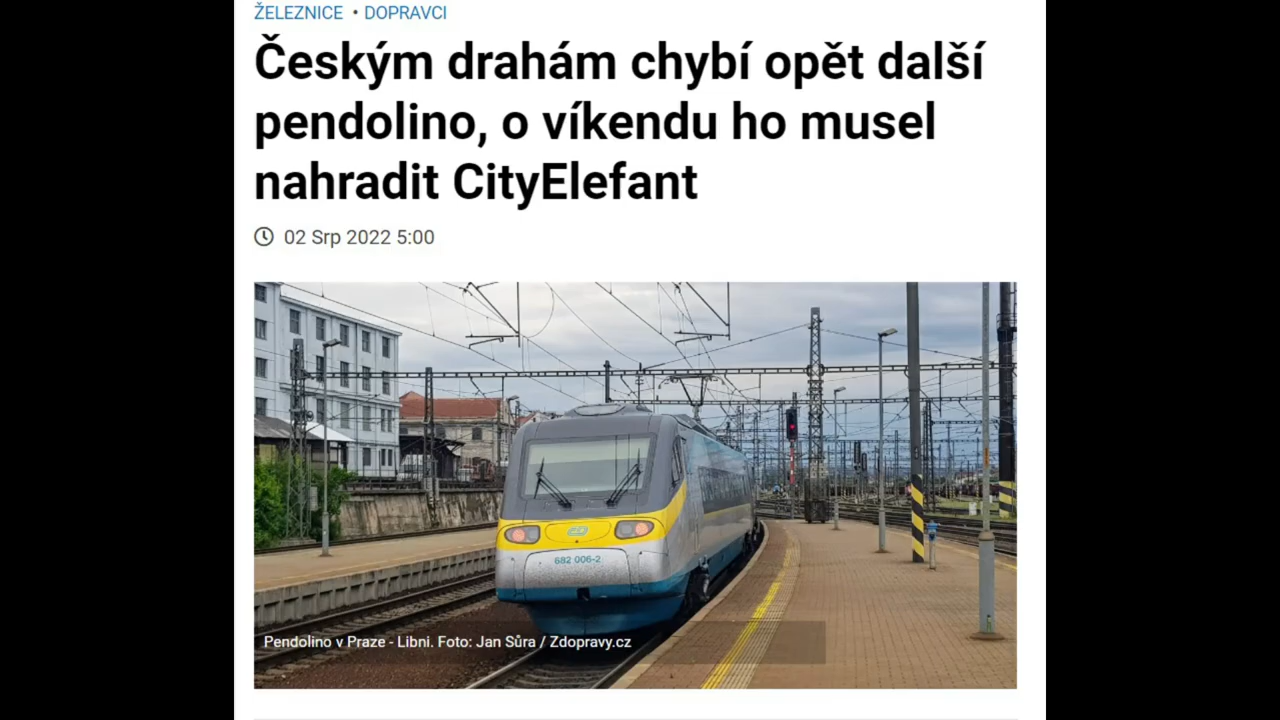 ŽELEZNICE • DOPRAVCI
Českým drahám chybí opět další
pendolino, o víkendu ho musel
nahradit CityElefant
02 Srp 2022 5:00
682 006-2
Pendolino v Praze - Libni. Foto: Jan Sůra / Zdopravy.cz